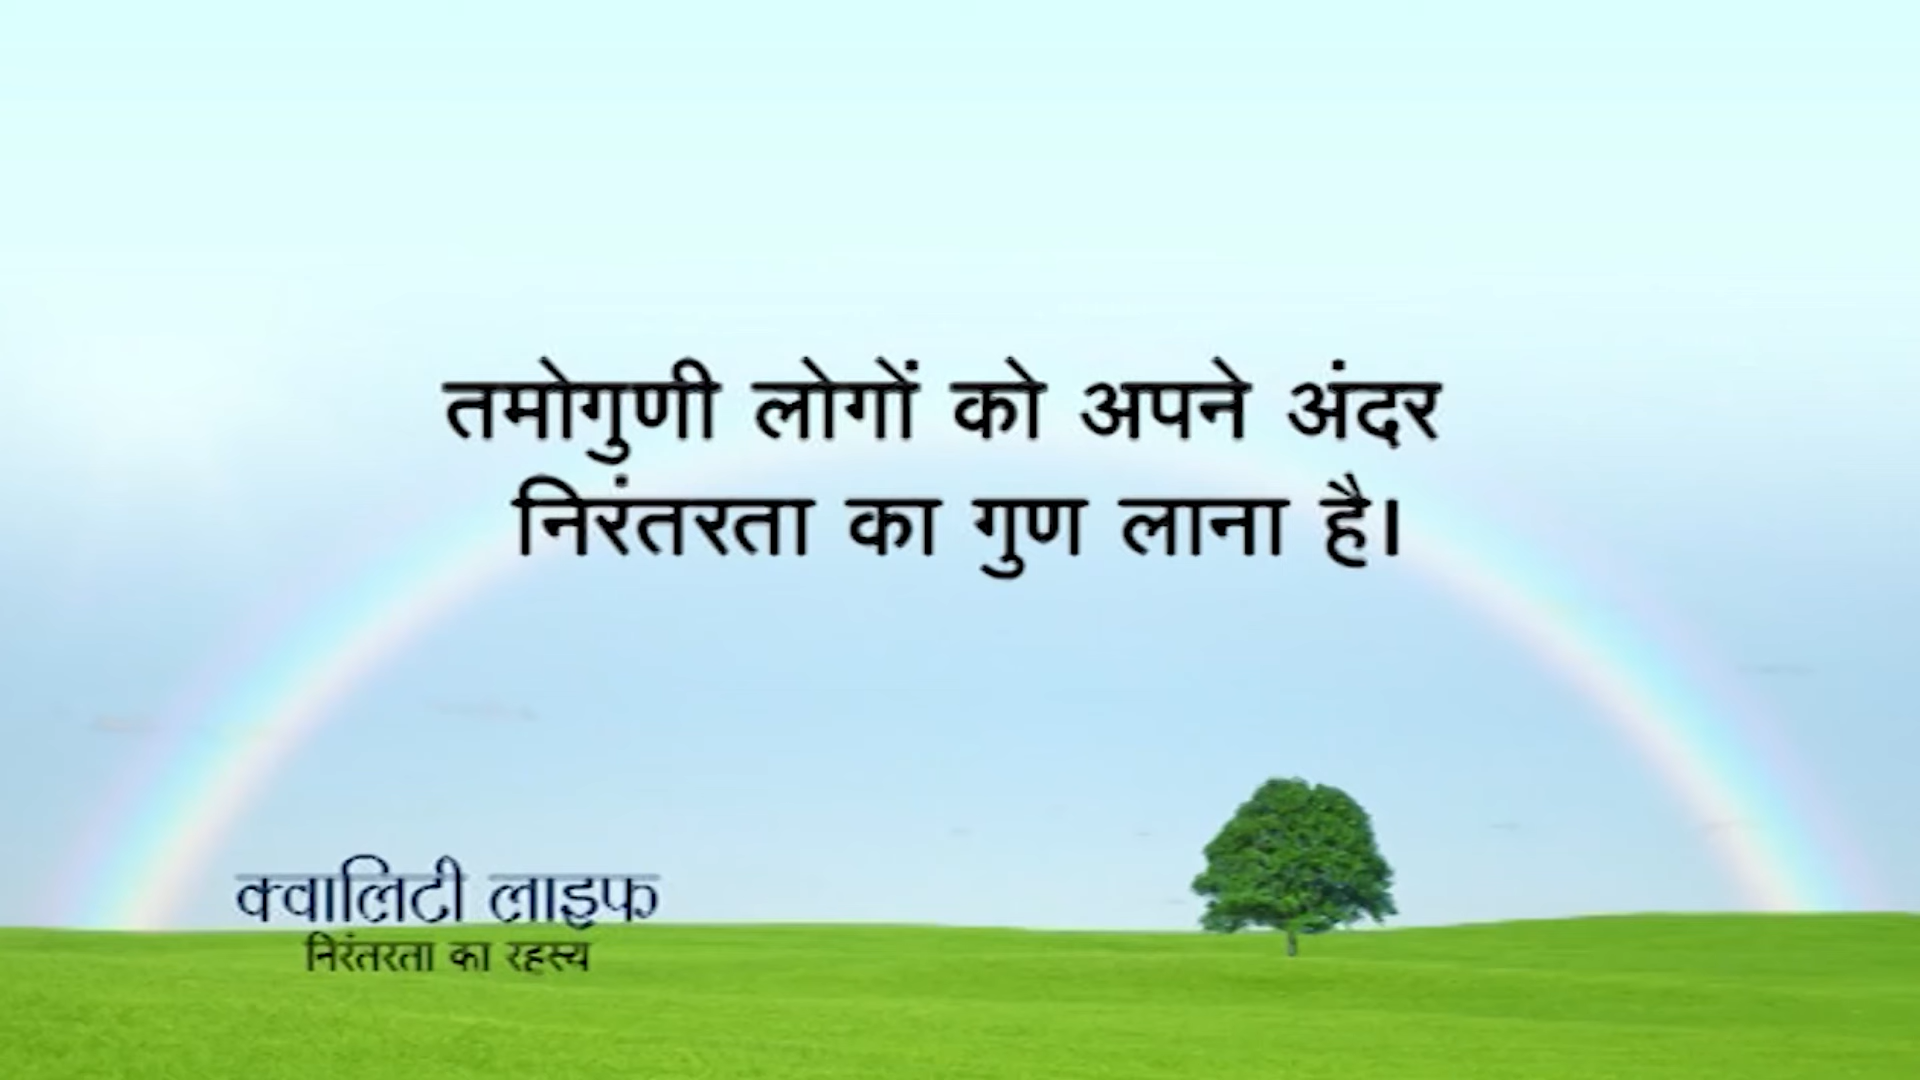 तमोगुणी लोगों को अपने अंदर
निरंतरता का गुण लाना है।
क्वालिटी लाइफ
निरंतरता का रहस्य